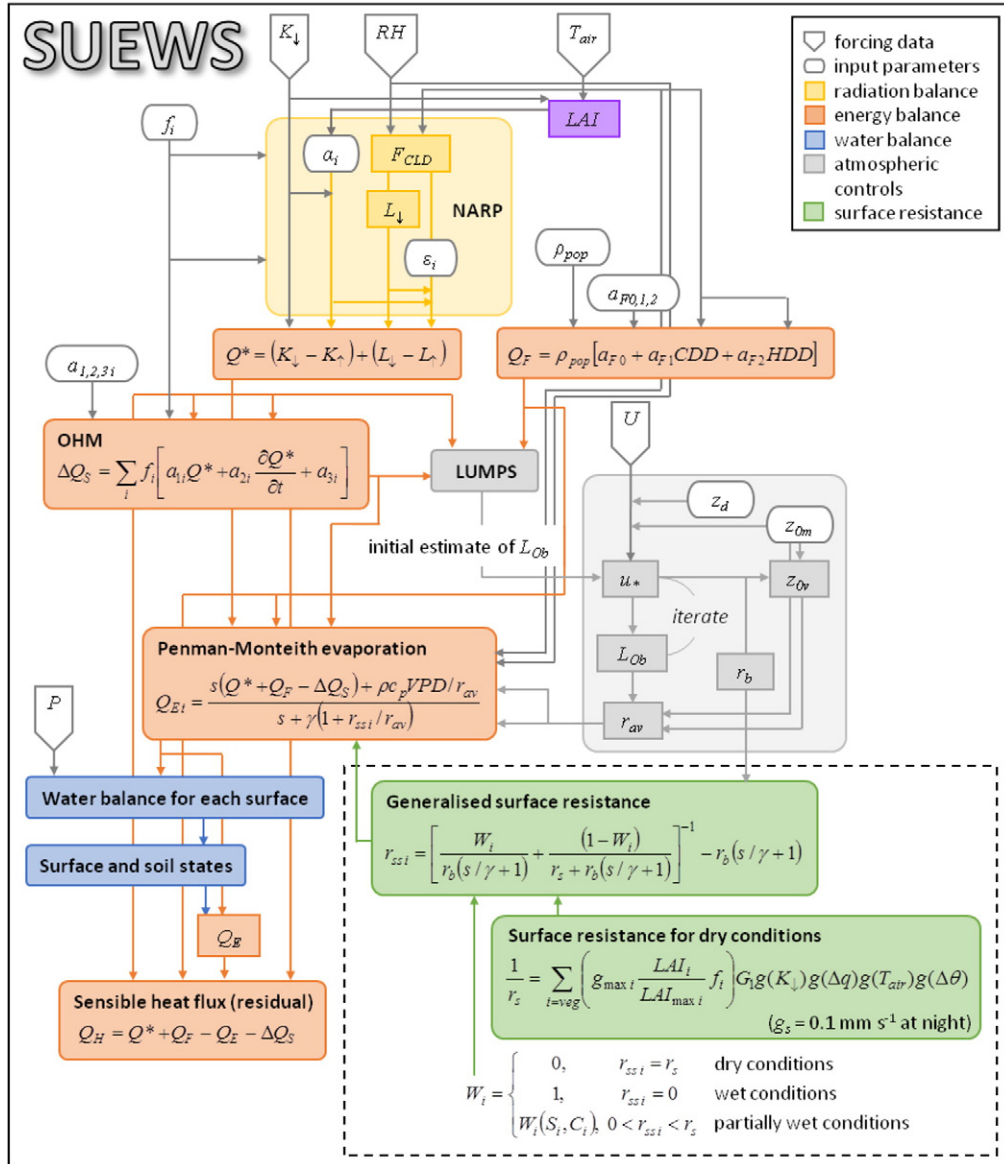 SUEWS
K↓
RH
T_air
forcing data
input parameters
radiation balance
energy balance
water balance
atmospheric
controls
surface resistance
f_i
LAI
α_i
F_CLD
L↓
NARP
ε_i
ρ_pop
a_F0,1,2
Q* = (K↓ − K↑) + (L↓ − L↑)
Q_F = ρ_pop[a_F0 + a_F1 CDD + a_F2 HDD]
a_1,2,3i
U
OHM
ΔQ_S = ∑_i f_i[a_1i Q* + a_2i ∂Q*/∂t + a_3i]
LUMPS
z_d
z_0m
initial estimate of L_Ob
u_*
z_0v
iterate
L_Ob
r_b
r_av
Penman-Monteith evaporation
Q_Ei = (s(Q* + Q_F − ΔQ_S) + ρc_p VPD/r_av) / (s + γ(1 + r_ssi/r_av))
P
Water balance for each surface
Surface and soil states
Q_E
Sensible heat flux (residual)
Q_H = Q* + Q_F − Q_E − ΔQ_S
Generalised surface resistance
r_ssi = [W_i / (r_b(s/γ+1)) + (1−W_i) / (r_s + r_b(s/γ+1))]^−1 − r_b(s/γ+1)
Surface resistance for dry conditions
1/r_s = ∑_i=veg (g_max i LAI_i/LAI_max i f_i) G_1 g(K↓)g(Δq)g(T_air)g(Δθ)
(g_s = 0.1 mm s⁻¹ at night)
W_i = { 0, r_ssi = r_s dry conditions
1, r_ssi = 0 wet conditions
W_i(S_i, C_i), 0 < r_ssi < r_s partially wet conditions